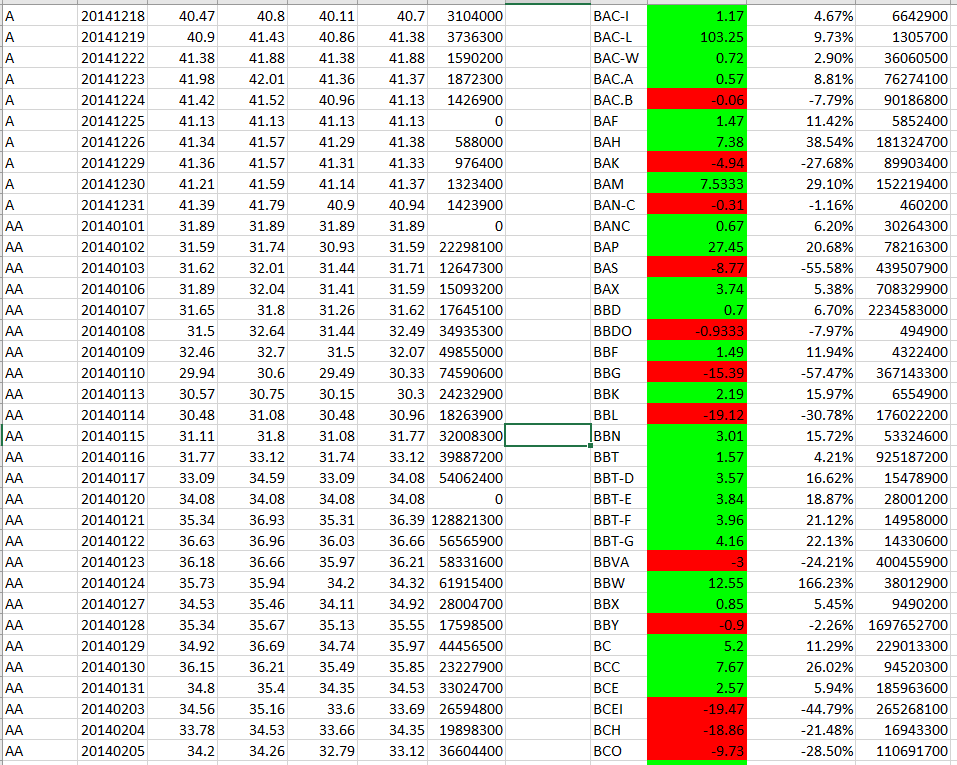 A 20141218 40.47 40.8 40.11 40.7 3104000 BAC-I 1.17 4.67% 6642900
A 20141219 40.9 41.43 40.86 41.38 3736300 BAC-L 103.25 9.73% 1305700
A 20141222 41.38 41.88 41.38 41.88 1590200 BAC-W 0.72 2.90% 36060500
A 20141223 41.98 42.01 41.36 41.37 1872300 BAC.A 0.57 8.81% 76274100
A 20141224 41.42 41.52 40.96 41.13 1426900 BAC.B -0.06 -7.79% 90186800
A 20141225 41.13 41.13 41.13 41.13 0 BAF 1.47 11.42% 5852400
A 20141226 41.34 41.57 41.29 41.38 588000 BAH 7.38 38.54% 181324700
A 20141229 41.36 41.57 41.31 41.33 976400 BAK -4.94 -27.68% 89903400
A 20141230 41.21 41.59 41.14 41.37 1323400 BAM 7.5333 29.10% 152219400
A 20141231 41.39 41.79 40.9 40.94 1423900 BAN-C -0.31 -1.16% 460200
AA 20140101 31.89 31.89 31.89 31.89 0 BANC 0.67 6.20% 30264300
AA 20140102 31.59 31.74 30.93 31.59 22298100 BAP 27.45 20.68% 78216300
AA 20140103 31.62 32.01 31.44 31.71 12647300 BAS -8.77 -55.58% 439507900
AA 20140106 31.89 32.04 31.41 31.59 15093200 BAX 3.74 5.38% 708329900
AA 20140107 31.65 31.8 31.26 31.62 17645100 BBD 0.7 6.70% 2234583000
AA 20140108 31.5 32.64 31.44 32.49 34935300 BBDO -0.9333 -7.97% 494900
AA 20140109 32.46 32.7 31.5 32.07 49855000 BBF 1.49 11.94% 4322400
AA 20140110 29.94 30.6 29.49 30.33 74590600 BBG -15.39 -57.47% 367143300
AA 20140113 30.57 30.75 30.15 30.3 24232900 BBK 2.19 15.97% 6554900
AA 20140114 30.48 31.08 30.48 30.96 18263900 BBL -19.12 -30.78% 176022200
AA 20140115 31.11 31.8 31.08 31.77 32008300 BBN 3.01 15.72% 53324600
AA 20140116 31.77 33.12 31.74 33.12 39887200 BBT 1.57 4.21% 925187200
AA 20140117 33.09 34.59 33.09 34.08 54062400 BBT-D 3.57 16.62% 15478900
AA 20140120 34.08 34.08 34.08 34.08 0 BBT-E 3.84 18.87% 28001200
AA 20140121 35.34 36.93 35.31 36.39 128821300 BBT-F 3.96 21.12% 14958000
AA 20140122 36.63 36.96 36.03 36.66 56565900 BBT-G 4.16 22.13% 14330600
AA 20140123 36.18 36.66 35.97 36.21 58331600 BBVA -3 -24.21% 400455900
AA 20140124 35.73 35.94 34.2 34.32 61915400 BBW 12.55 166.23% 38012900
AA 20140127 34.53 35.46 34.11 34.92 28004700 BBX 0.85 5.45% 9490200
AA 20140128 35.34 35.67 35.13 35.55 17598500 BBY -0.9 -2.26% 1697652700
AA 20140129 34.92 36.69 34.74 35.97 44456500 BC 5.2 11.29% 229013300
AA 20140130 36.15 36.21 35.49 35.85 23227900 BCC 7.67 26.02% 94520300
AA 20140131 34.8 35.4 34.35 34.53 33024700 BCE 2.57 5.94% 185963600
AA 20140203 34.56 35.16 33.6 33.69 26594800 BCEI -19.47 -44.79% 265268100
AA 20140204 33.78 34.53 33.66 34.35 19898300 BCH -18.86 -21.48% 16943300
AA 20140205 34.2 34.26 32.79 33.12 36604400 BCO -9.73 -28.50% 110691700